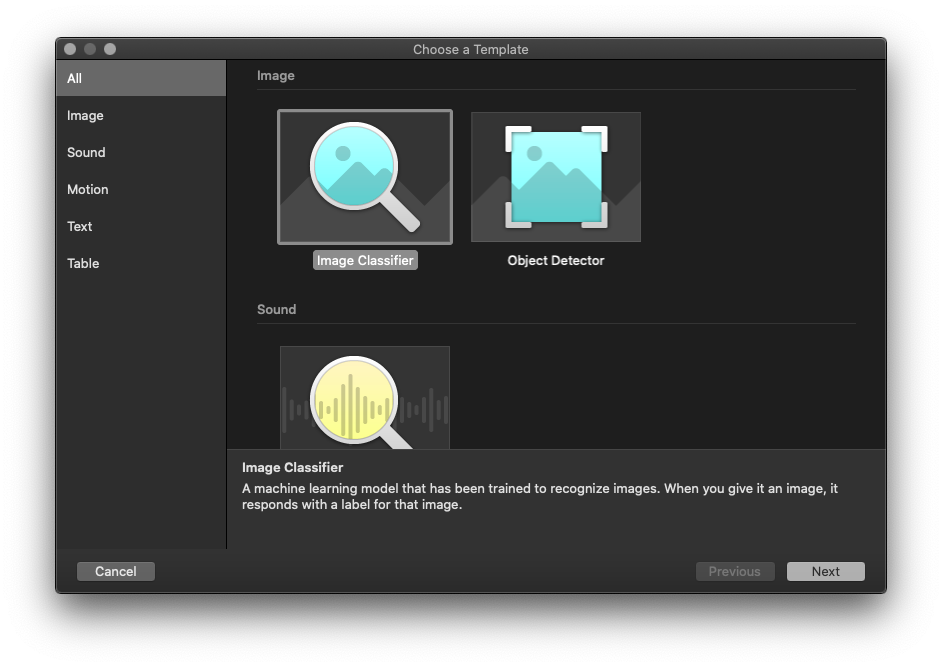 Choose a Template
All
Image
Sound
Motion
Text
Table
Image
Image Classifier
Object Detector
Sound
Image Classifier
A machine learning model that has been trained to recognize images. When you give it an image, it
responds with a label for that image.
Cancel
Previous
Next